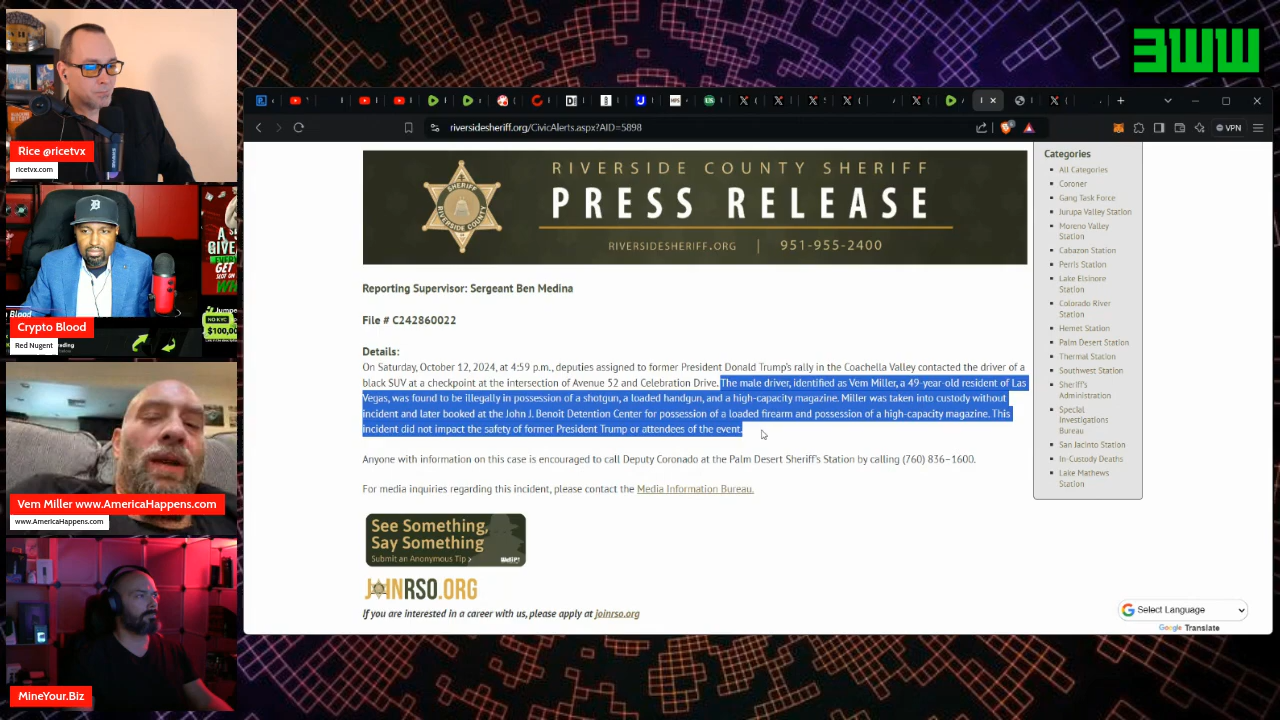 3WW
riversidesheriff.org/CivicAlerts.aspx?AID=5898
VPN
RIVERSIDE COUNTY SHERIFF
PRESS RELEASE
RIVERSIDESHERIFF.ORG | 951-955-2400
Reporting Supervisor: Sergeant Ben Medina
File # C242860022
Details:
On Saturday, October 12, 2024, at 4:59 p.m., deputies assigned to former President Donald Trump's rally in the Coachella Valley contacted the driver of a
black SUV at a checkpoint at the intersection of Avenue 52 and Celebration Drive. The male driver, identified as Vem Miller, a 49-year-old resident of Las
Vegas, was found to be illegally in possession of a shotgun, a loaded handgun, and a high-capacity magazine. Miller was taken into custody without
incident and later booked at the John J. Benoit Detention Center for possession of a loaded firearm and possession of a high-capacity magazine. This
incident did not impact the safety of former President Trump or attendees of the event.
Anyone with information on this case is encouraged to call Deputy Coronado at the Palm Desert Sheriff's Station by calling (760) 836-1600.
For media inquiries regarding this incident, please contact the Media Information Bureau.
See Something,
Say Something
Submit an Anonymous Tip >
WeTip
JOINRSO.ORG
If you are interested in a career with us, please apply at joinrso.org
Categories
All Categories
Coroner
Gang Task Force
Jurupa Valley Station
Moreno Valley
Station
Cabazon Station
Perris Station
Lake Elsinore
Station
Colorado River
Station
Hemet Station
Palm Desert Station
Thermal Station
Southwest Station
Sheriff's
Administration
Special
Investigations
Bureau
San Jacinto Station
In-Custody Deaths
Lake Mathews
Station
Select Language
Google Translate
Rice @ricetvx
ricetvx.com
Blood
Crypto Blood
Red Nugent
NO KYC
$100,00
Vem Miller www.AmericaHappens.com
www.AmericaHappens.com
MineYour.Biz